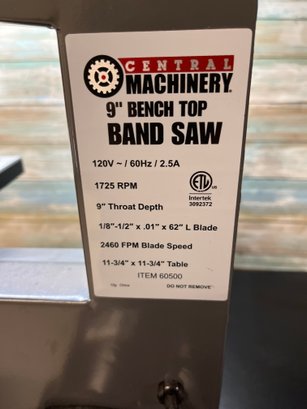 CENTRAL
MACHINERY®
9" BENCH TOP
BAND SAW
120V ~ / 60Hz / 2.5A
1725 RPM
ETL
US
Intertek
3092372
9" Throat Depth
1/8"-1/2" x .01" x 62" L Blade
2460 FPM Blade Speed
11-3/4" x 11-3/4" Table
ITEM 60500
DO NOT REMOVE